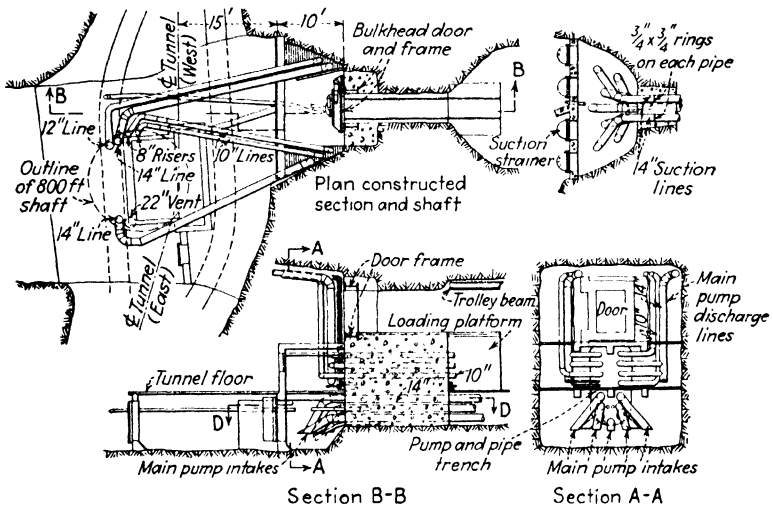 15'
10'
℄ Tunnel
(West)
Bulkhead door
and frame
3/4" x 3/4" rings
on each pipe
B
B
12" Line
8" Risers
14" Line
10" Lines
Outline
of 800 ft
shaft
22" Vent
14" Line
Suction
strainer
14" Suction
lines
Plan constructed
section and shaft
℄ Tunnel
(East)
A
Door frame
Trolley beam
Loading platform
Door
10"
14"
Main
pump
discharge
lines
Tunnel floor
14"
10"
D
D
Pump and pipe
trench
Main pump intakes
A
Main pump intakes
Section B-B
Section A-A